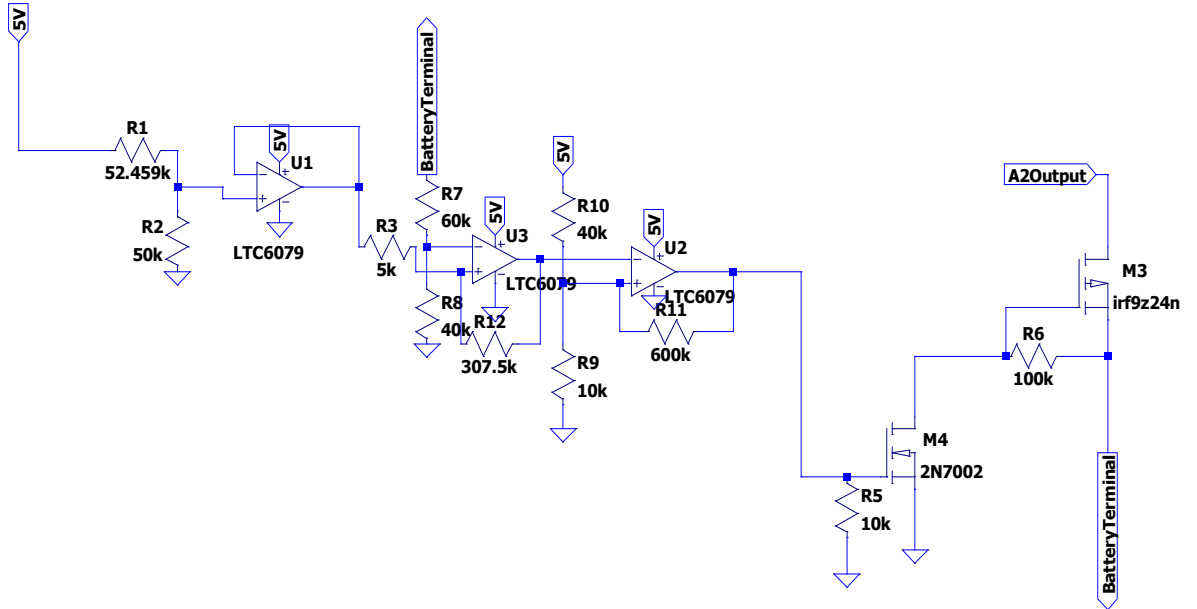 5V
R1
52.459k
R2
50k
5V
U1
LTC6079
R3
5k
BatteryTerminal
R7
60k
R8
40k
5V
U3
LTC6079
R12
307.5k
5V
R10
40k
R9
10k
5V
U2
LTC6079
R11
600k
A2Output
M3
irf9z24n
R6
100k
M4
2N7002
R5
10k
BatteryTerminal